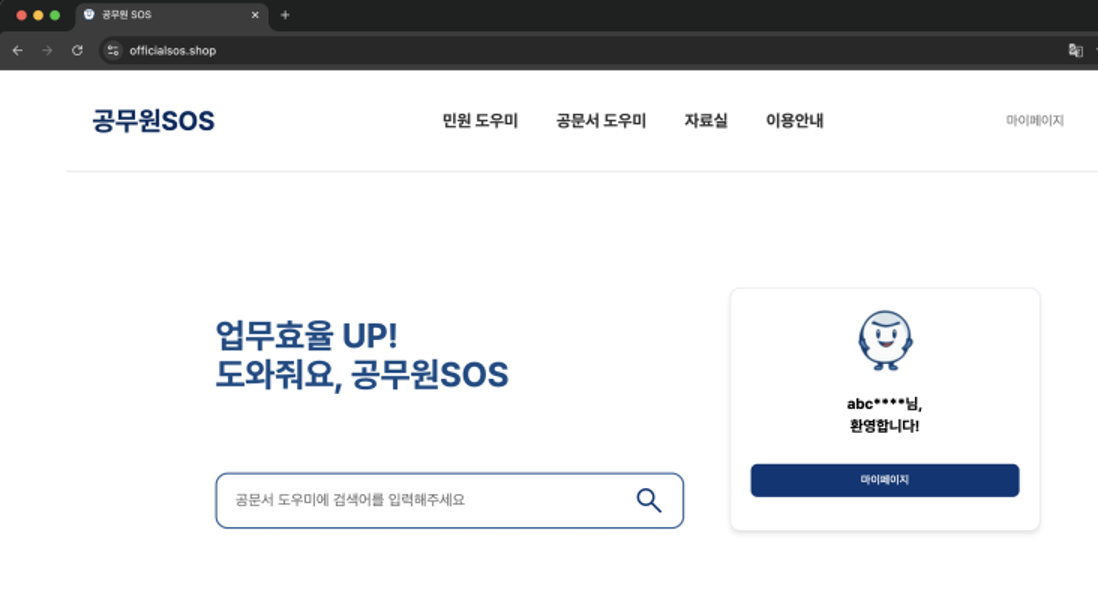 공무원 SOS
officialsos.shop
공무원SOS
민원 도우미 공문서 도우미 자료실 이용안내 마이페이지
업무효율 UP!
도와줘요, 공무원SOS
공문서 도우미에 검색어를 입력해주세요
abc****님,
환영합니다!
마이페이지